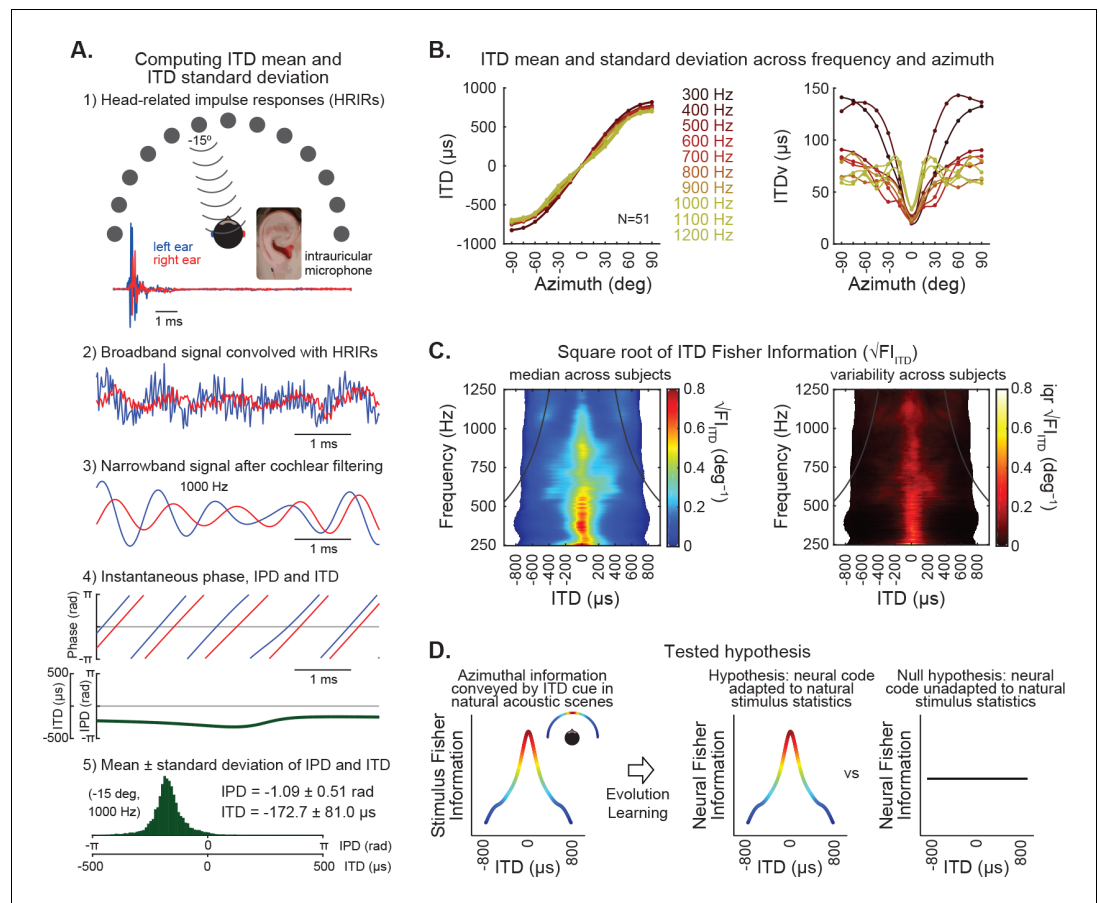 A.
Computing ITD mean and
ITD standard deviation
1) Head-related impulse responses (HRIRs)
-15º
left ear
right ear
intrauricular
microphone
1 ms
2) Broadband signal convolved with HRIRs
1 ms
3) Narrowband signal after cochlear filtering
1000 Hz
1 ms
4) Instantaneous phase, IPD and ITD
Phase (rad)
π
-π
1 ms
ITD (µs)
500
-500
IPD (rad)
π
-π
5) Mean ± standard deviation of IPD and ITD
(-15 deg,
1000 Hz)
IPD = -1.09 ± 0.51 rad
ITD = -172.7 ± 81.0 µs
-π 0 π IPD (rad)
-500 0 500 ITD (µs)
B.
ITD mean and standard deviation across frequency and azimuth
ITD (µs)
1000
500
0
-500
-1000
N=51
-90 -60 -30 0 30 60 90
Azimuth (deg)
300 Hz
400 Hz
500 Hz
600 Hz
700 Hz
800 Hz
900 Hz
1000 Hz
1100 Hz
1200 Hz
ITDv (µs)
150
100
50
0
-90 -60 -30 0 30 60 90
Azimuth (deg)
C.
Square root of ITD Fisher Information (√FI ITD)
median across subjects
Frequency (Hz)
1250
1000
750
500
250
-800 -600 -400 -200 0 200 400 600 800
ITD (µs)
0.8
0.6
0.4
0.2
0
√FI ITD (deg⁻¹)
variability across subjects
Frequency (Hz)
1250
1000
750
500
250
-800 -600 -400 -200 0 200 400 600 800
ITD (µs)
0.8
0.6
0.4
0.2
0
iqr √FI ITD (deg⁻¹)
D.
Tested hypothesis
Azimuthal information
conveyed by ITD cue in
natural acoustic scenes
Stimulus Fisher
Information
-800 0 800
ITD (µs)
Evolution
Learning
Hypothesis: neural code
adapted to natural
stimulus statistics
Neural Fisher
Information
-800 0 800
ITD (µs)
vs
Null hypothesis: neural
code unadapted to natural
stimulus statistics
Neural Fisher
Information
-800 0 800
ITD (µs)